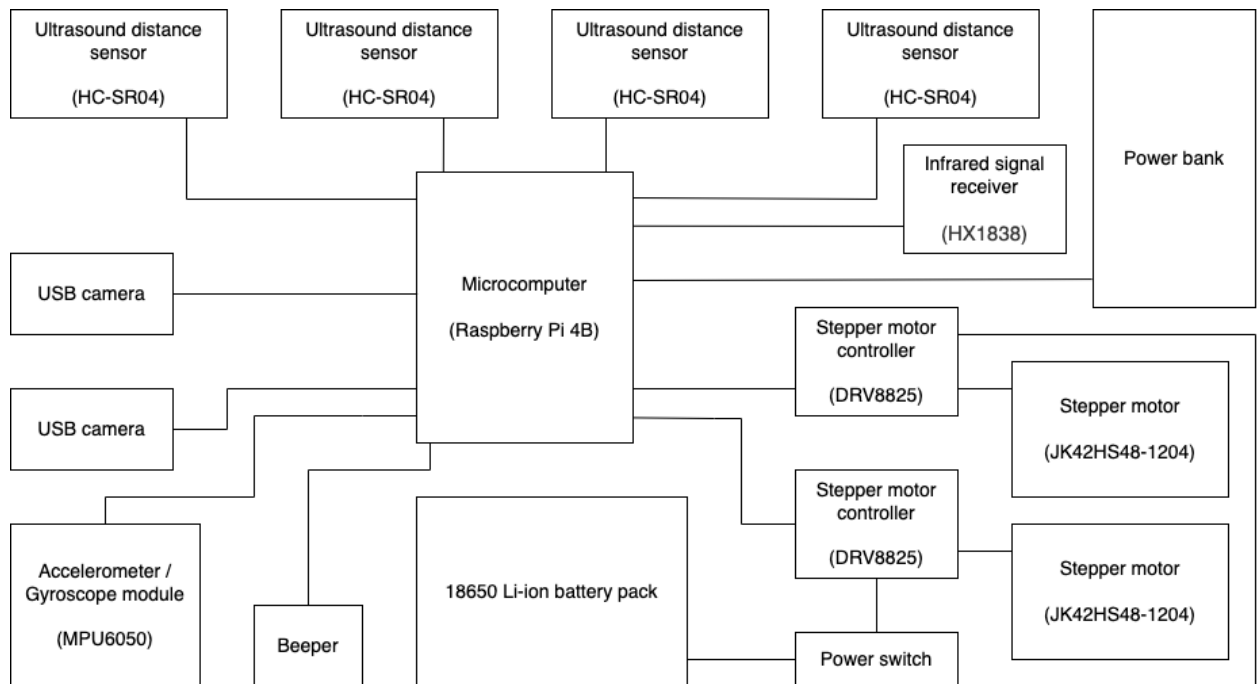 Ultrasound distance
sensor
(HC-SR04)
Ultrasound distance
sensor
(HC-SR04)
Ultrasound distance
sensor
(HC-SR04)
Ultrasound distance
sensor
(HC-SR04)
Power bank
Infrared signal
receiver
(HX1838)
USB camera
Microcomputer
(Raspberry Pi 4B)
Stepper motor
controller
(DRV8825)
Stepper motor
(JK42HS48-1204)
USB camera
Stepper motor
controller
(DRV8825)
Stepper motor
(JK42HS48-1204)
Accelerometer /
Gyroscope module
(MPU6050)
Beeper
18650 Li-ion battery pack
Power switch